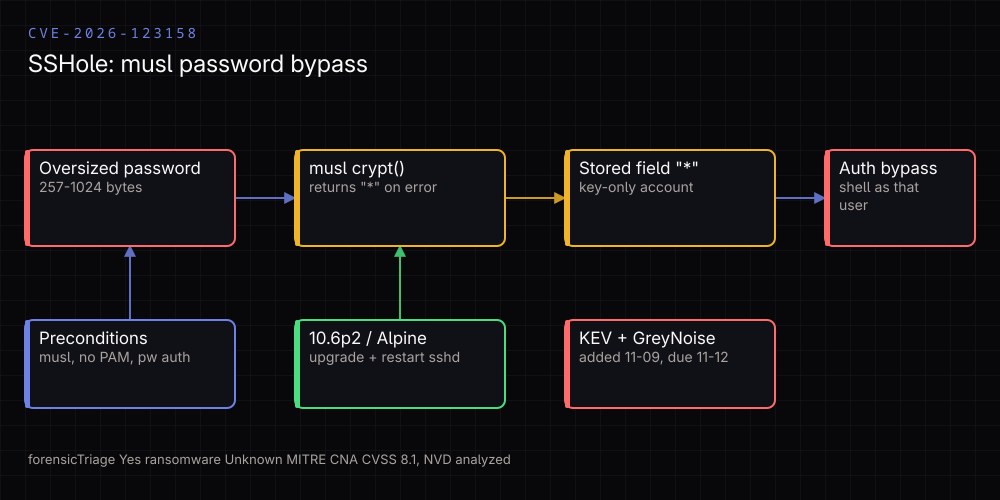 CVE-2026-123158
SSHole: musl password bypass
Oversized password
257-1024 bytes
musl crypt()
returns "*" on error
Stored field "*"
key-only account
Auth bypass
shell as that
user
Preconditions
musl, no PAM, pw auth
10.6p2 / Alpine
upgrade + restart sshd
KEV + GreyNoise
added 11-09, due 11-12
forensicTriage Yes ransomware Unknown MITRE CNA CVSS 8.1, NVD analyzed